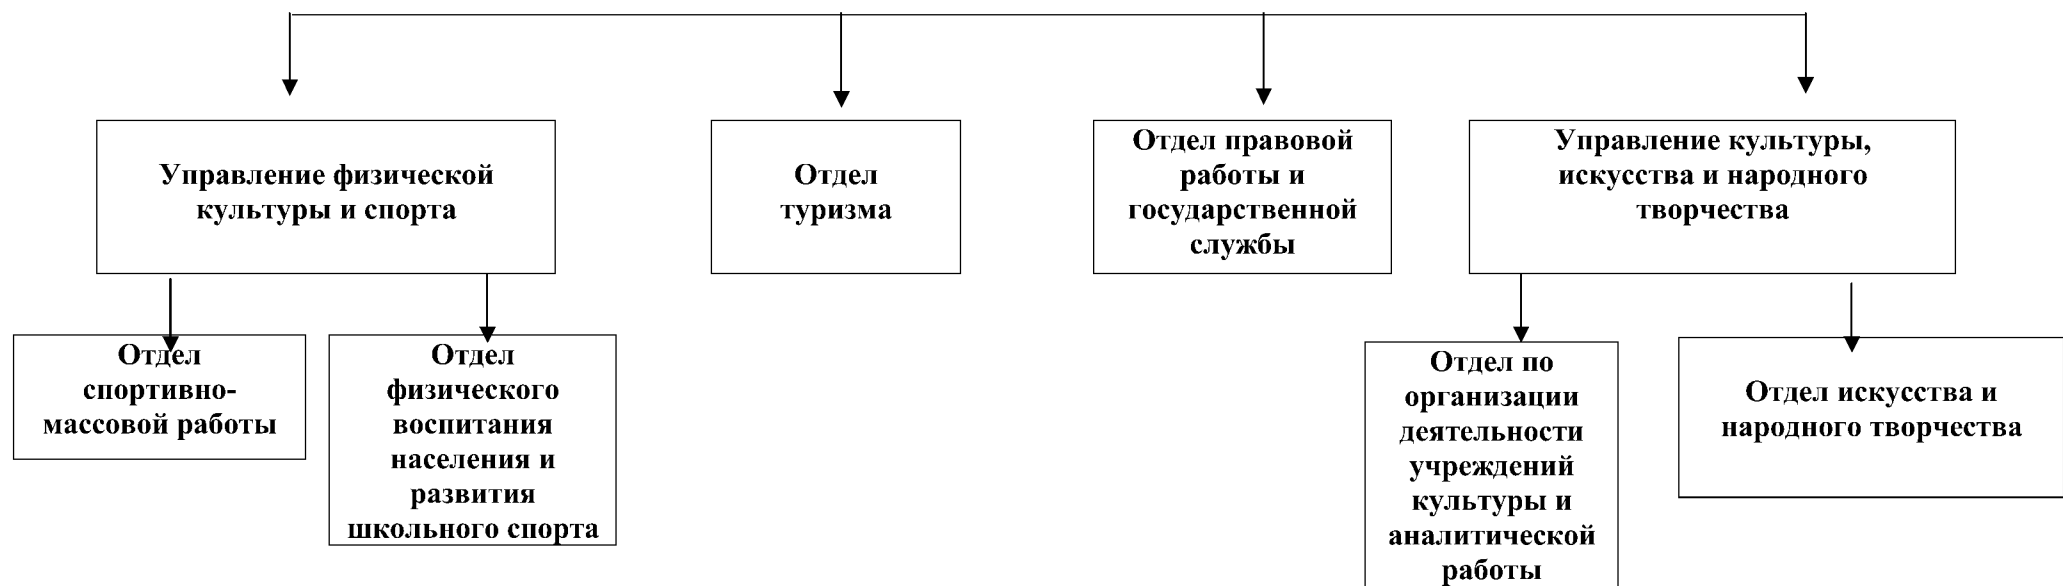 Управление физической
культуры и спорта
Отдел
туризма
Отдел правовой
работы и
государственной
службы
Управление культуры,
искусства и народного
творчества
Отдел
спортивно-
массовой работы
Отдел
физического
воспитания
населения и
развития
школьного спорта
Отдел по
организации
деятельности
учреждений
культуры и
аналитической
работы
Отдел искусства и
народного творчества